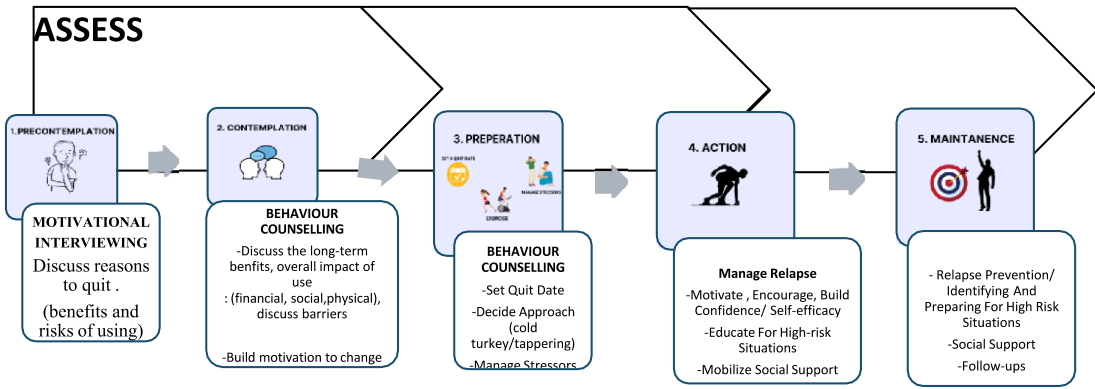 ASSESS
1.PRECONTEMPLATION
MOTIVATIONAL
INTERVIEWING
Discuss reasons
to quit .
(benefits and
risks of using)
2. CONTEMPLATION
BEHAVIOUR
COUNSELLING
-Discuss the long-term
benfits, overall impact of
use
: (financial, social,physical),
discuss barriers
-Build motivation to change
3. PREPERATION
SET A QUIT DATE
MANAGE STRESSORS
EXERCISE
BEHAVIOUR
COUNSELLING
-Set Quit Date
-Decide Approach
(cold
turkey/tappering)
-Manage Stressors
4. ACTION
Manage Relapse
-Motivate , Encourage, Build
Confidence/ Self-efficacy
-Educate For High-risk
Situations
-Mobilize Social Support
5. MAINTANENCE
- Relapse Prevention/
Identifying And
Preparing For High Risk
Situations
-Social Support
-Follow-ups